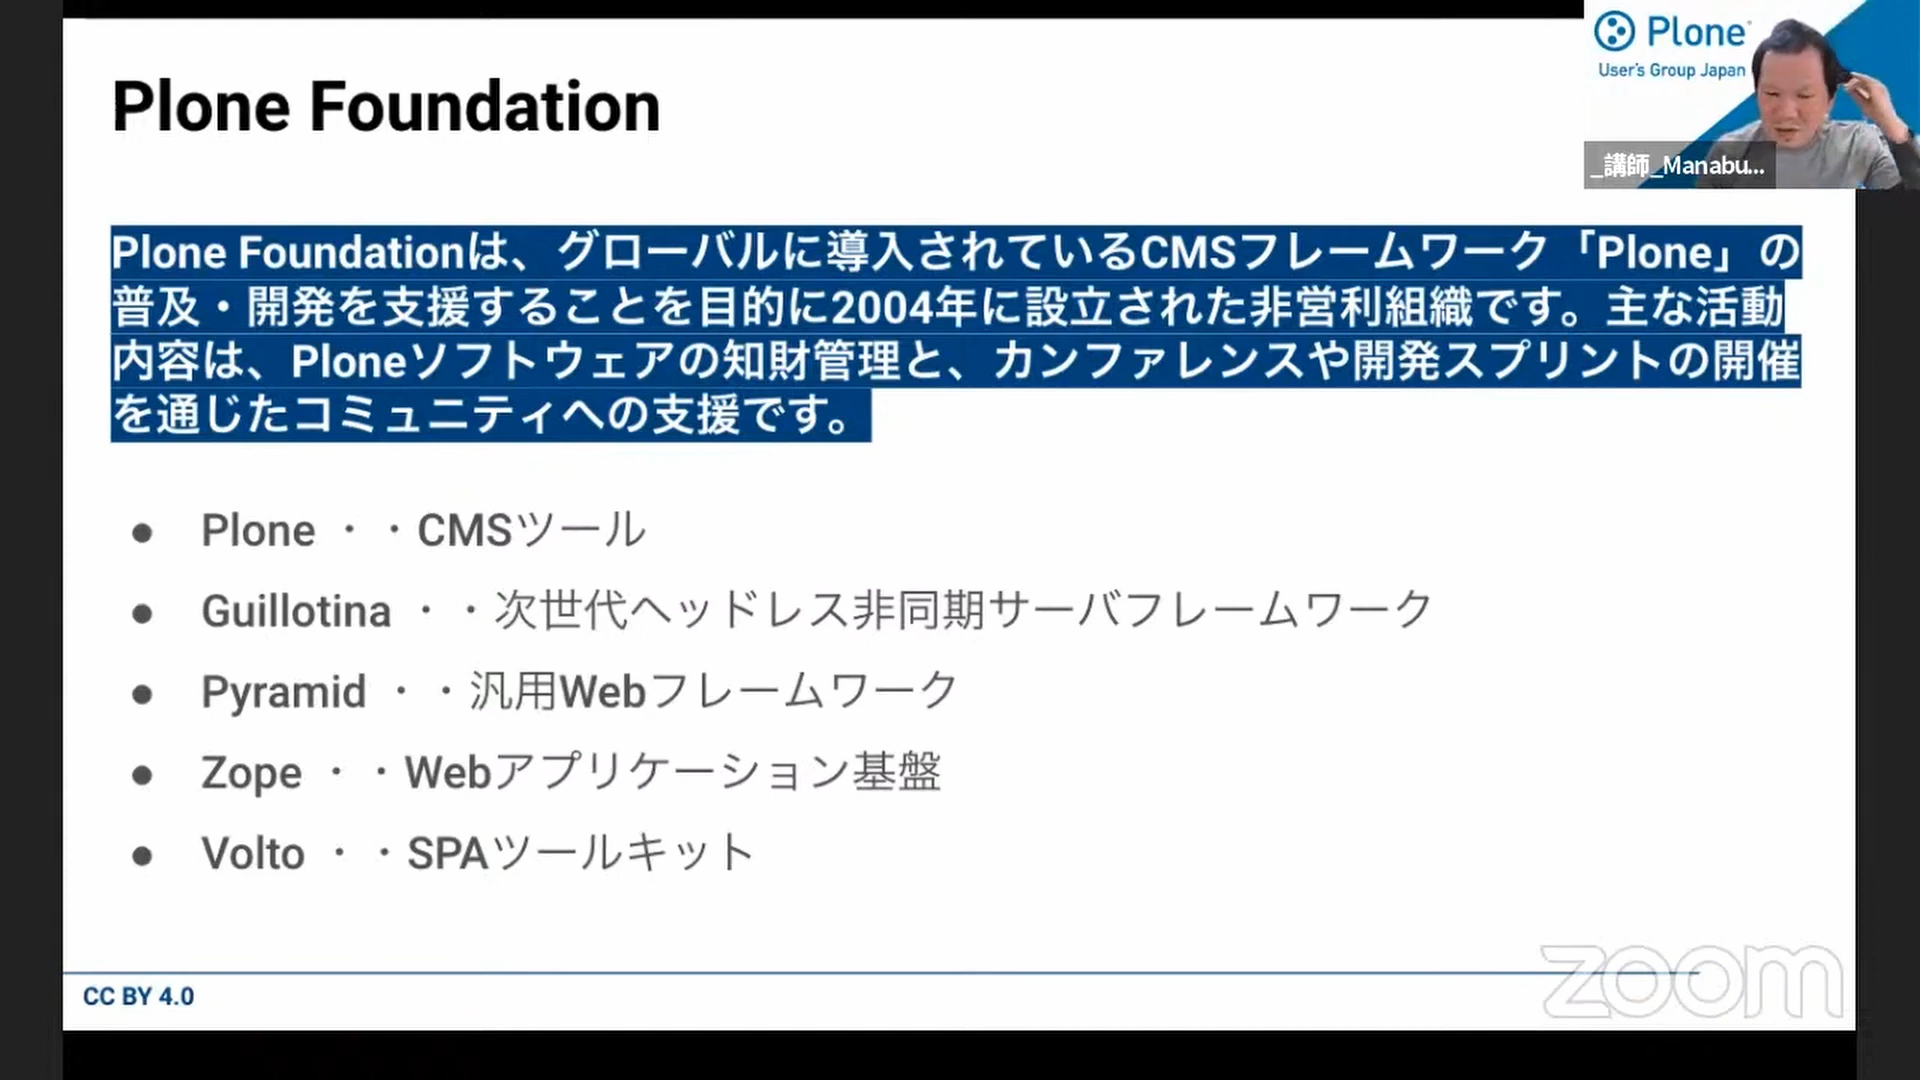 Plone
User's Group Japan
_講師_Manabu...
Plone Foundation
Plone Foundationは、グローバルに導入されているCMSフレームワーク「Plone」の
普及・開発を支援することを目的に2004年に設立された非営利組織です。主な活動
内容は、Ploneソフトウェアの知財管理と、カンファレンスや開発スプリントの開催
を通じたコミュニティへの支援です。
● Plone ・・CMSツール
● Guillotina ・・次世代ヘッドレス非同期サーバフレームワーク
● Pyramid ・・汎用Webフレームワーク
● Zope ・・Webアプリケーション基盤
● Volto ・・SPAツールキット
CC BY 4.0
zoom